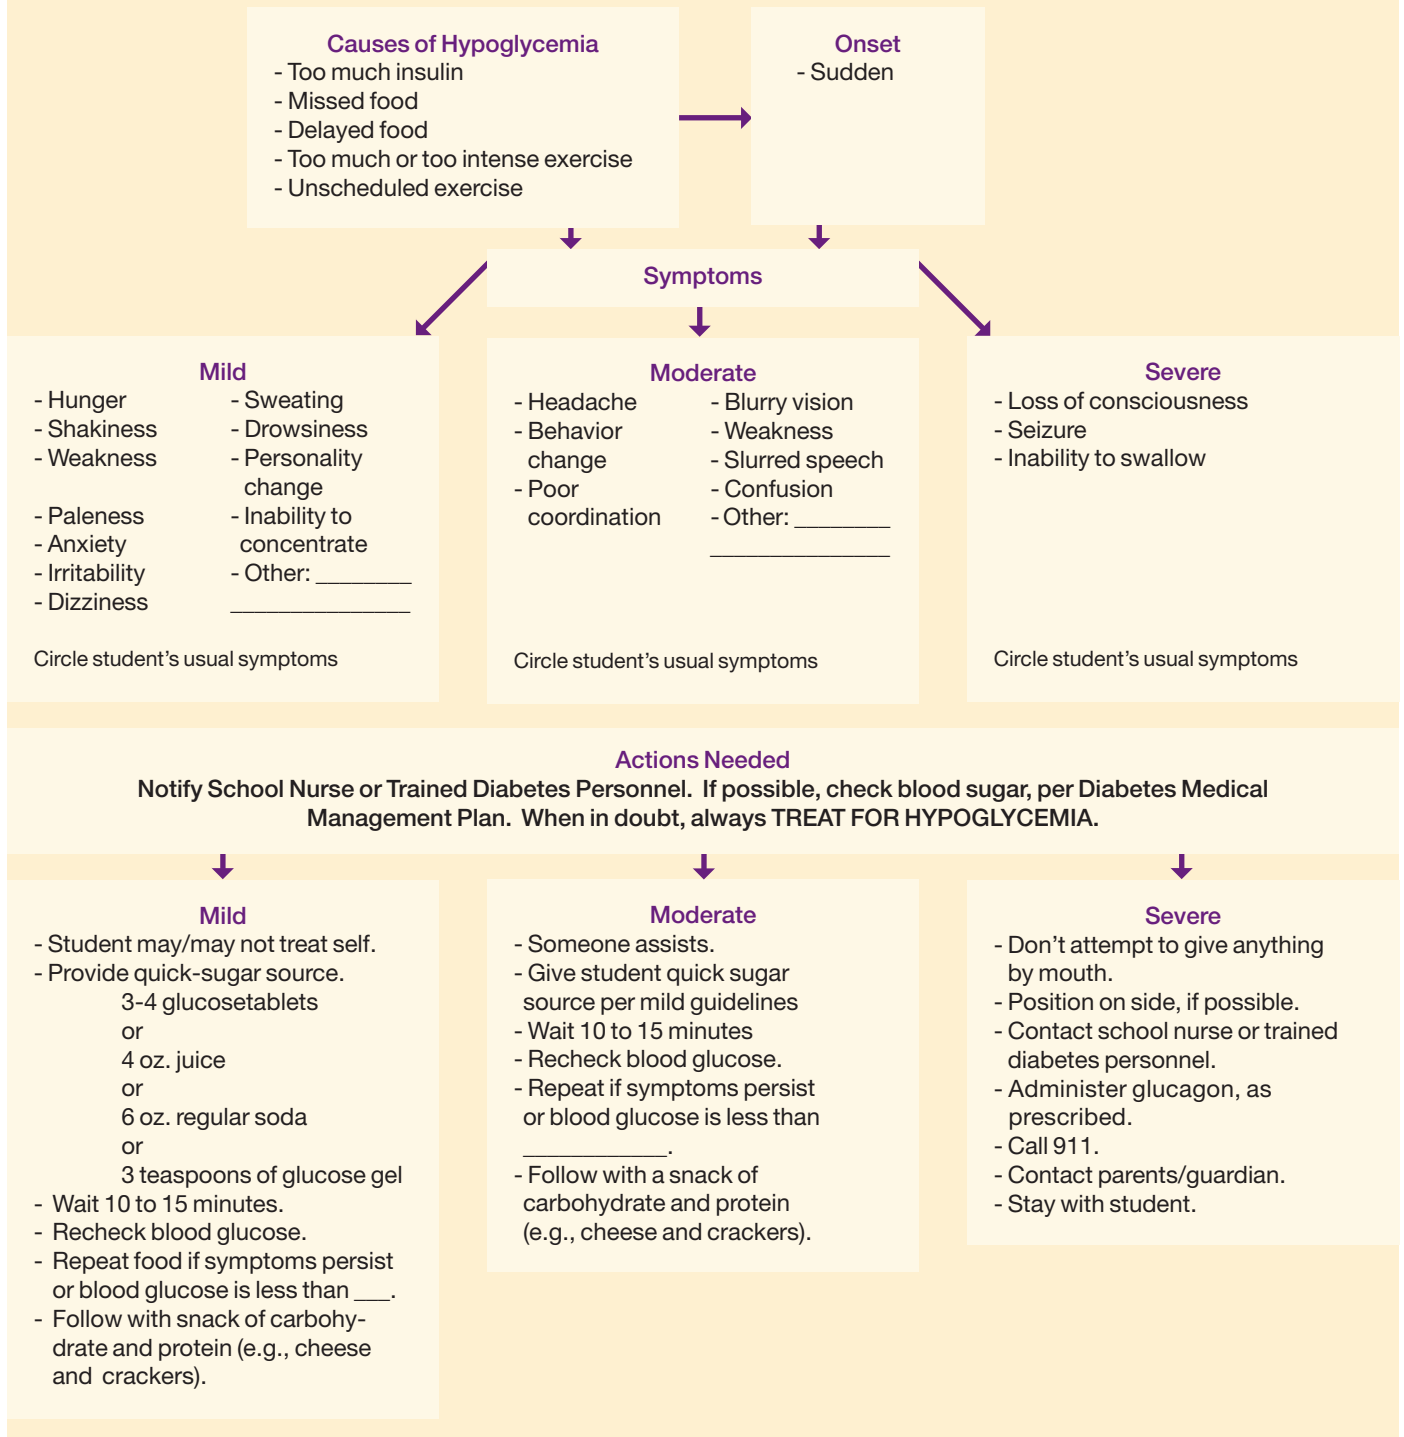 Causes of Hypoglycemia
- Too much insulin
- Missed food
- Delayed food
- Too much or too intense exercise
- Unscheduled exercise
Onset
- Sudden
Symptoms
Mild
- Hunger
- Shakiness
- Weakness
- Paleness
- Anxiety
- Irritability
- Dizziness
- Sweating
- Drowsiness
- Personality
change
- Inability to
concentrate
- Other: ________
_______________
Circle student's usual symptoms
Moderate
- Headache
- Behavior
change
- Poor
coordination
- Blurry vision
- Weakness
- Slurred speech
- Confusion
- Other: ________
_______________
Circle student's usual symptoms
Severe
- Loss of consciousness
- Seizure
- Inability to swallow
Circle student's usual symptoms
Actions Needed
Notify School Nurse or Trained Diabetes Personnel. If possible, check blood sugar, per Diabetes Medical
Management Plan. When in doubt, always TREAT FOR HYPOGLYCEMIA.
Mild
- Student may/may not treat self.
- Provide quick-sugar source.
3-4 glucosetablets
or
4 oz. juice
or
6 oz. regular soda
or
3 teaspoons of glucose gel
- Wait 10 to 15 minutes.
- Recheck blood glucose.
- Repeat food if symptoms persist
or blood glucose is less than ___.
- Follow with snack of carbohy-
drate and protein (e.g., cheese
and crackers).
Moderate
- Someone assists.
- Give student quick sugar
source per mild guidelines
- Wait 10 to 15 minutes
- Recheck blood glucose.
- Repeat if symptoms persist
or blood glucose is less than
____________.
- Follow with a snack of
carbohydrate and protein
(e.g., cheese and crackers).
Severe
- Don't attempt to give anything
by mouth.
- Position on side, if possible.
- Contact school nurse or trained
diabetes personnel.
- Administer glucagon, as
prescribed.
- Call 911.
- Contact parents/guardian.
- Stay with student.